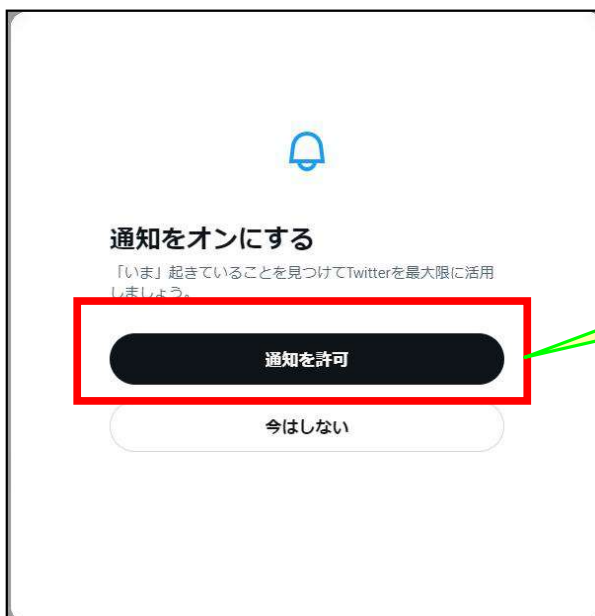 通知をオンにする
「いま」起きていることを見つけてTwitterを最大限に活用
しましょう。
通知を許可
今はしない